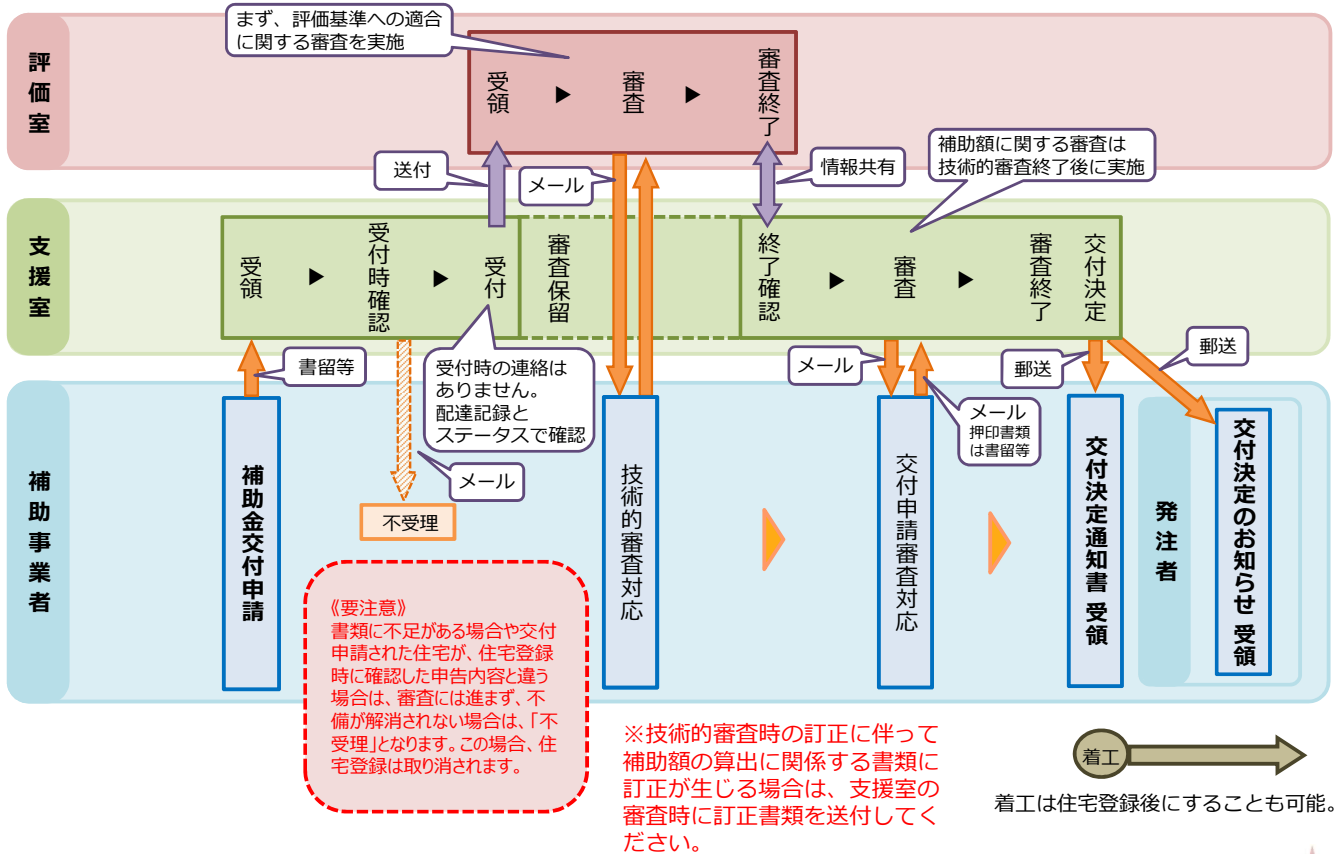 まず、評価基準への適合
に関する審査を実施
評価室
受領
▶
審査
▶
審査終了
送付
メール
情報共有
補助額に関する審査は
技術的審査終了後に実施
支援室
受領
▶
受付時確認
▶
受付
審査保留
終了確認
▶
審査
▶
審査終了
交付決定
書留等
受付時の連絡は
ありません。
配達記録と
ステータスで確認
メール
メール
押印書類
は書留等
郵送
郵送
メール
不受理
補助事業者
補助金交付申請
技術的審査対応
交付申請審査対応
交付決定通知書 受領
発注者
交付決定のお知らせ 受領
《要注意》
書類に不足がある場合や交付
申請された住宅が、住宅登録
時に確認した申告内容と違う
場合は、審査には進まず、不
備が解消されない場合は、「不
受理」となります。この場合、住
宅登録は取り消されます。
※技術的審査時の訂正に伴って
補助額の算出に関係する書類に
訂正が生じる場合は、支援室の
審査時に訂正書類を送付してく
ださい。
着工
着工は住宅登録後にすることも可能。